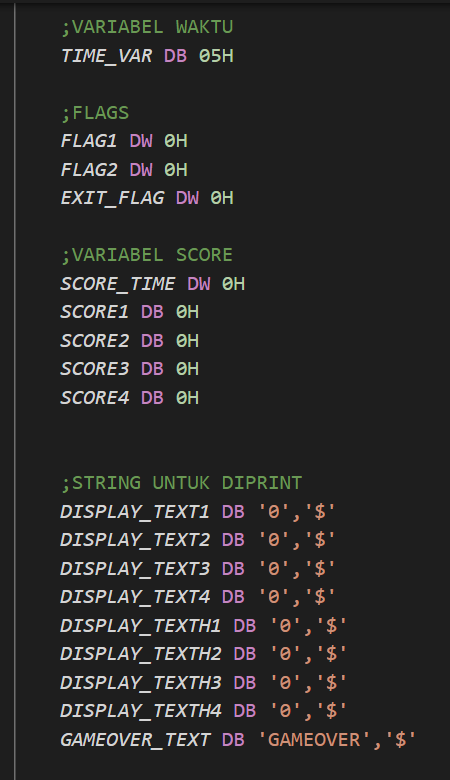 ;VARIABEL WAKTU
TIME_VAR DB 05H
;FLAGS
FLAG1 DW 0H
FLAG2 DW 0H
EXIT_FLAG DW 0H
;VARIABEL SCORE
SCORE_TIME DW 0H
SCORE1 DB 0H
SCORE2 DB 0H
SCORE3 DB 0H
SCORE4 DB 0H
;STRING UNTUK DIPRINT
DISPLAY_TEXT1 DB '0','$'
DISPLAY_TEXT2 DB '0','$'
DISPLAY_TEXT3 DB '0','$'
DISPLAY_TEXT4 DB '0','$'
DISPLAY_TEXTH1 DB '0','$'
DISPLAY_TEXTH2 DB '0','$'
DISPLAY_TEXTH3 DB '0','$'
DISPLAY_TEXTH4 DB '0','$'
GAMEOVER_TEXT DB 'GAMEOVER','$'